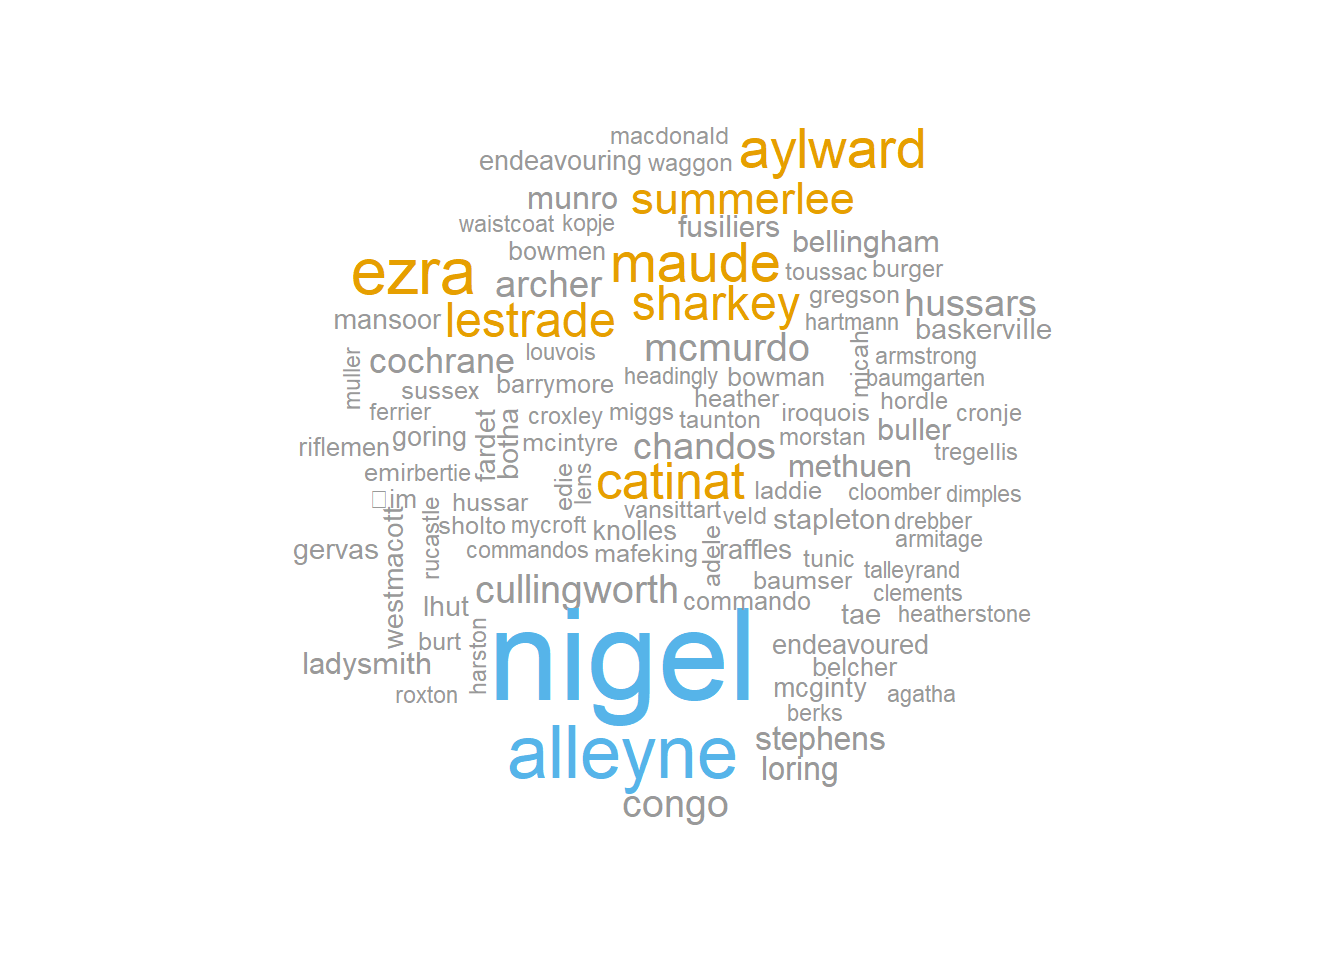 macdonald
aylward
endeavouring
waggon
munro
summerlee
waistcoat
kopje
fusiliers
bowmen
bellingham
ezra
archer
maude
toussac
burger
mansoor
lestrade
sharkey
gregson
hussars
hartmann
baskerville
muller
cochrane
louvois
mcmurdo
micah
armstrong
sussex
barrymore
headingly
bowman
baumgarten
ferrier
heather
hordle
croxley
miggs
taunton
iroquois
cronje
riflemen
goring
fardet
botha
mcintyre
chandos
morstan
buller
tregellis
emir
bertie
edie
lens
catinat
methuen
im
hussar
laddie
cloomber
dimples
rucastle
sholto
mycroft
vansittart
veld
stapleton
drebber
gervas
westmacott
commandos
knolles
mafeking
adele
raffles
armitage
tunic
talleyrand
cullingworth
baumser
clements
lhut
commando
tae
heatherstone
burt
harston
nigel
endeavoured
ladysmith
belcher
roxton
mcginty
agatha
berks
alleyne
stephens
loring
congo